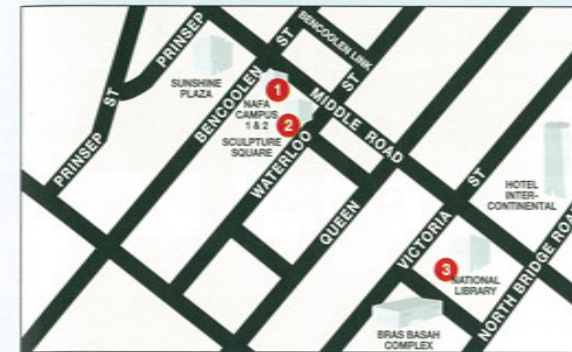 PRINSEP
BENCOOLEN LINK
SUNSHINE
PLAZA
BENCOOLEN ST
1
NAFA
CAMPUS
1 & 2
2
SCULPTURE
SQUARE
MIDDLE ROAD
PRINSEP ST
WATERLOO ST
QUEEN
VICTORIA ST
HOTEL
INTER-
CONTINENTAL
3
NATIONAL
LIBRARY
NORTH BRIDGE ROAD
BRAS BASAH
COMPLEX